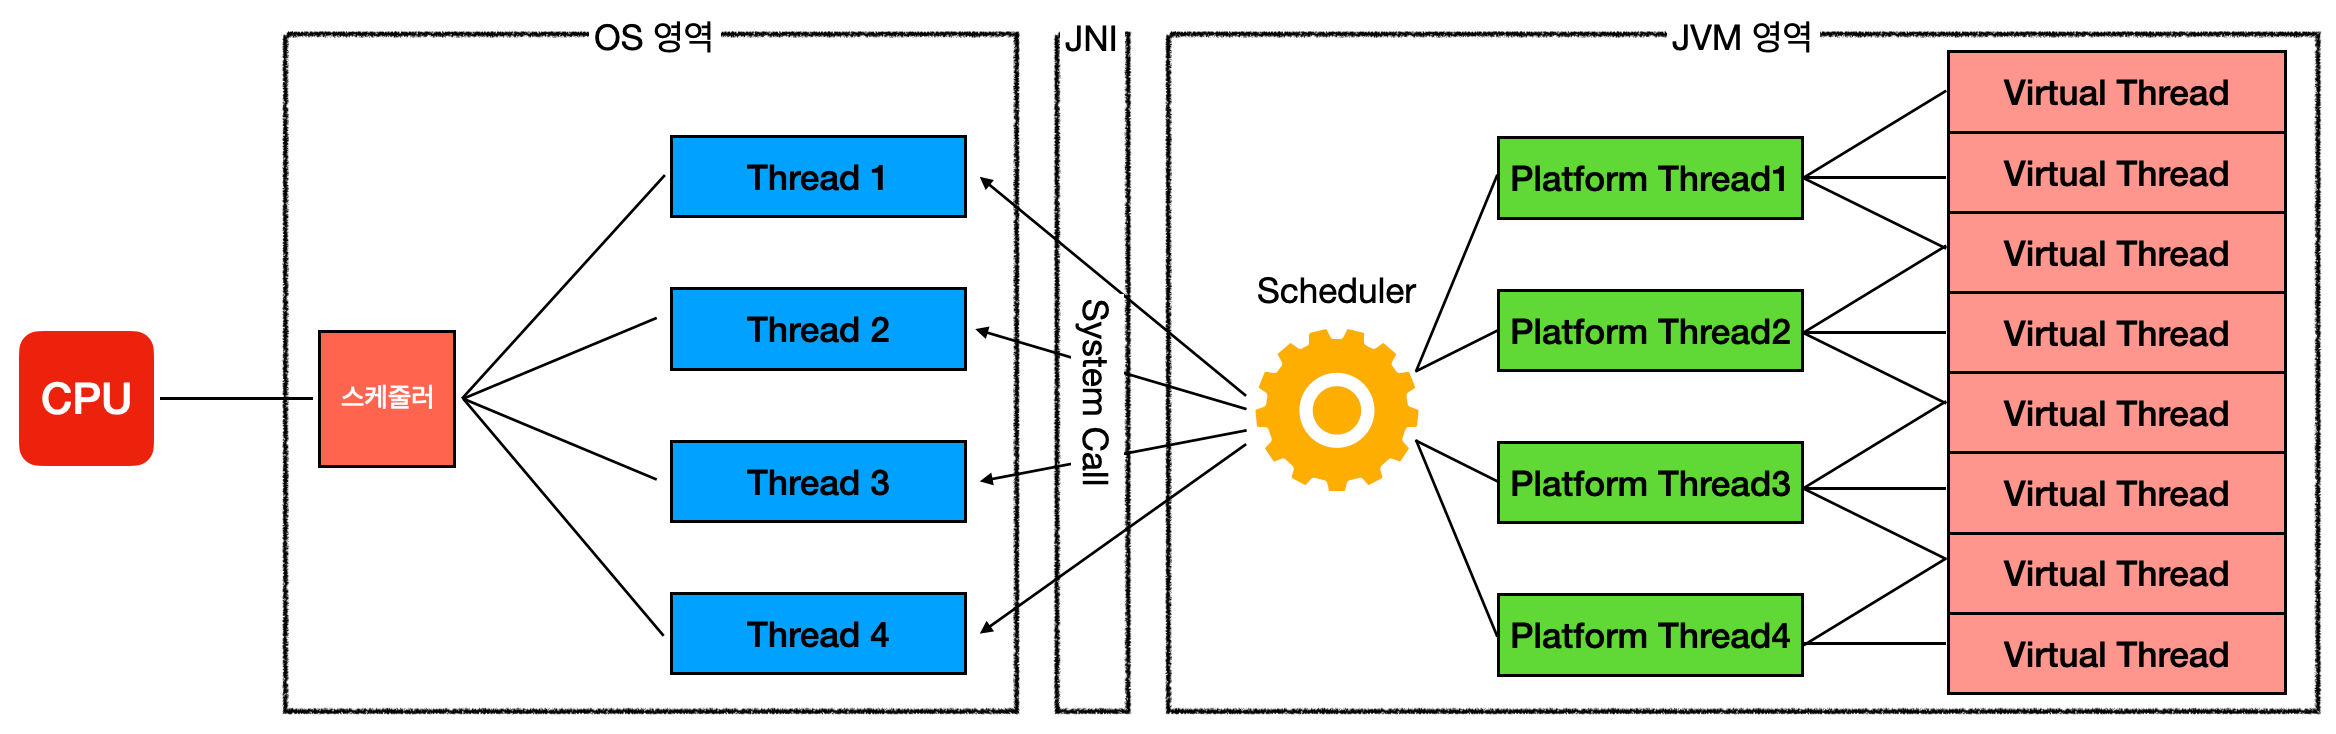 OS 영역
JNI
JVM 영역
CPU
스케줄러
Thread 1
Thread 2
Thread 3
Thread 4
System Call
Scheduler
Platform Thread1
Platform Thread2
Platform Thread3
Platform Thread4
Virtual Thread
Virtual Thread
Virtual Thread
Virtual Thread
Virtual Thread
Virtual Thread
Virtual Thread
Virtual Thread